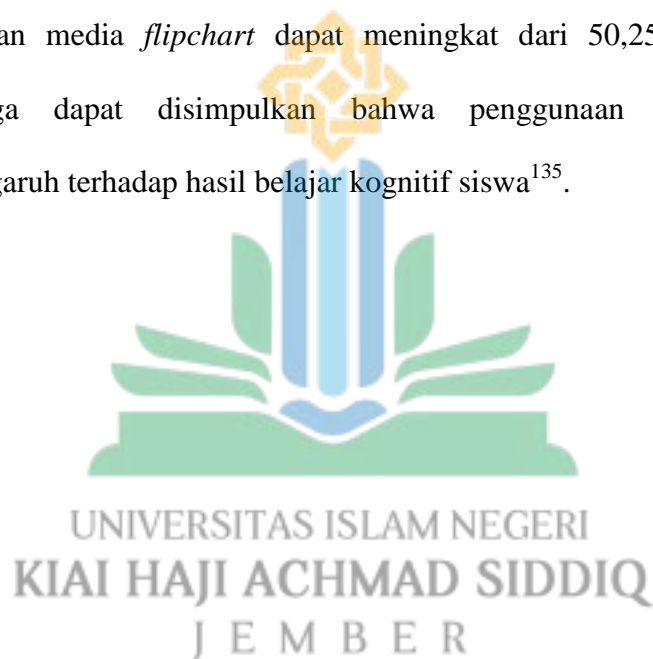 an media flipchart dapat meningkat dari 50,25
ga dapat disimpulkan bahwa penggunaan
garuh terhadap hasil belajar kognitif siswa135.
UNIVERSITAS ISLAM NEGERI
KIAI HAJI ACHMAD SIDDIQ
JEMBER